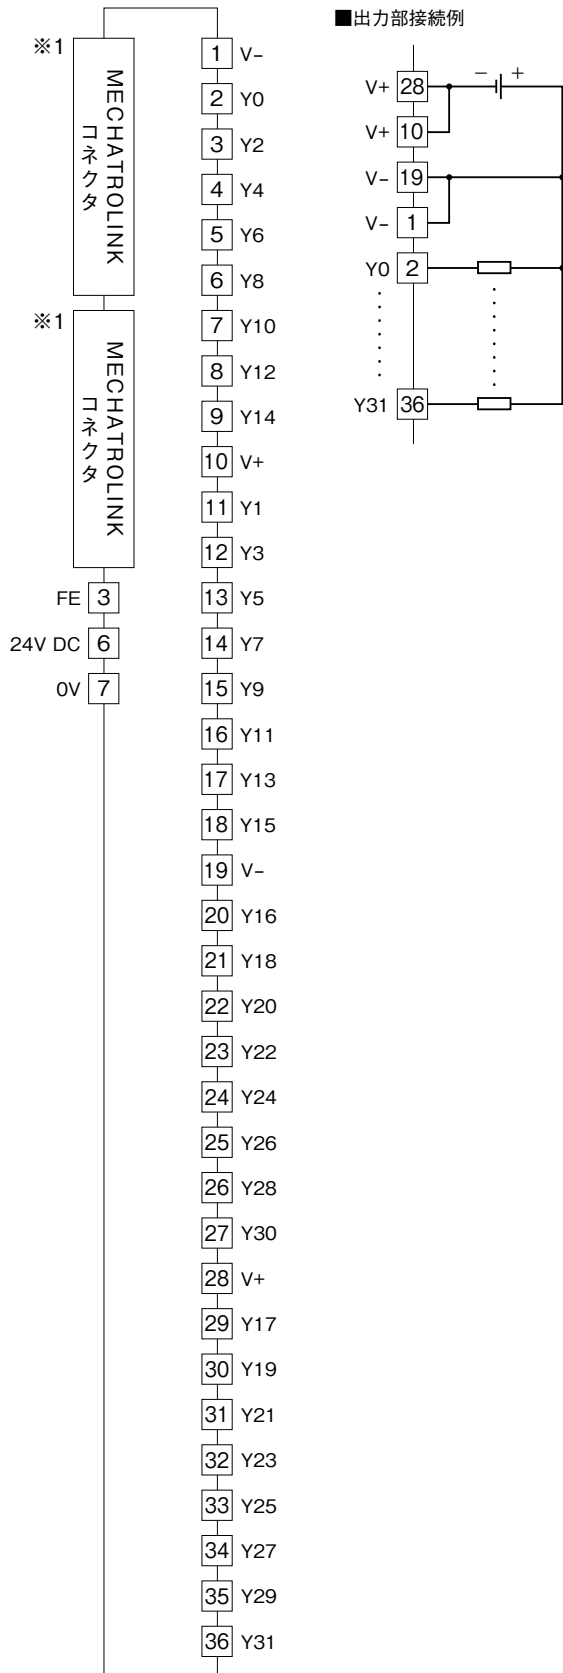 ※1
MECHATROLINK
コネクタ
※1
MECHATROLINK
コネクタ
FE 3
24V DC 6
0V 7
1 V-
2 Y0
3 Y2
4 Y4
5 Y6
6 Y8
7 Y10
8 Y12
9 Y14
10 V+
11 Y1
12 Y3
13 Y5
14 Y7
15 Y9
16 Y11
17 Y13
18 Y15
19 V-
20 Y16
21 Y18
22 Y20
23 Y22
24 Y24
25 Y26
26 Y28
27 Y30
28 V+
29 Y17
30 Y19
31 Y21
32 Y23
33 Y25
34 Y27
35 Y29
36 Y31
■出力部接続例
V+ 28 − +
V+ 10
V- 19
V- 1
Y0 2
Y31 36